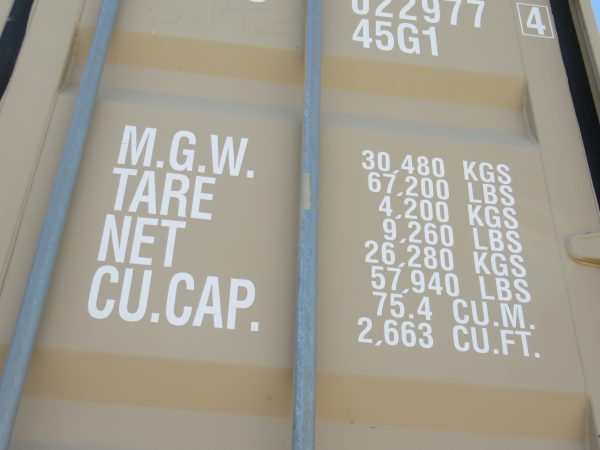 022977 4
45G1
M.G.W. 30,480 KGS
67,200 LBS
TARE 4,200 KGS
9,260 LBS
NET 26,280 KGS
57,940 LBS
CU.CAP. 75.4 CU.M.
2,663 CU.FT.